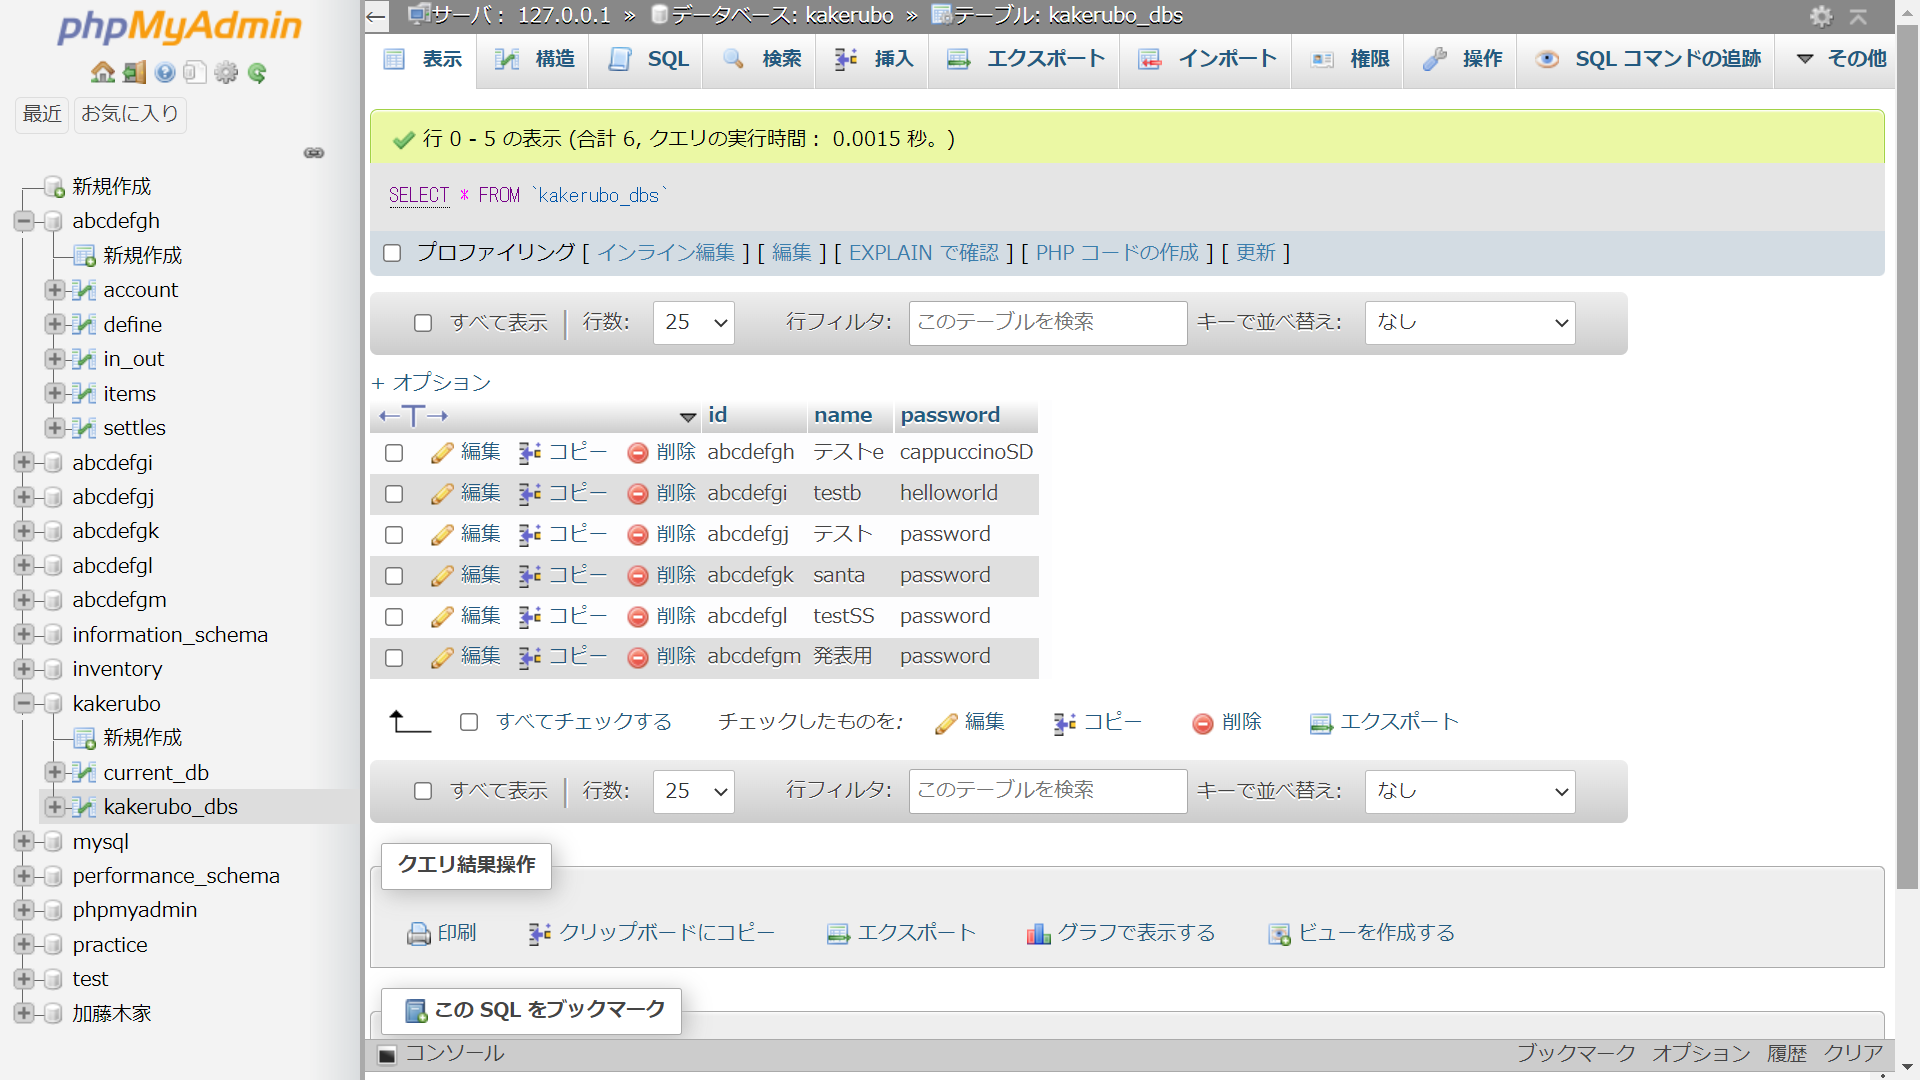 phpMyAdmin
最近 お気に入り
新規作成
abcdefgh
新規作成
account
define
in_out
items
settles
abcdefgi
abcdefgj
abcdefgk
abcdefgl
abcdefgm
information_schema
inventory
kakerubo
新規作成
current_db
kakerubo_dbs
mysql
performance_schema
phpmyadmin
practice
test
加藤木家
サーバ： 127.0.0.1 » データベース: kakerubo » テーブル: kakerubo_dbs
表示 構造 SQL 検索 挿入 エクスポート インポート 権限 操作 SQL コマンドの追跡 その他
行 0 - 5 の表示 (合計 6, クエリの実行時間： 0.0015 秒。)
SELECT * FROM `kakerubo_dbs`
プロファイリング [ インライン編集 ] [ 編集 ] [ EXPLAIN で確認 ] [ PHP コードの作成 ] [ 更新 ]
すべて表示 | 行数: 25 行フィルタ: このテーブルを検索 キーで並べ替え: なし
+ オプション
←T→ id name password
編集 コピー 削除 abcdefgh テストe cappuccinoSD
編集 コピー 削除 abcdefgi testb helloworld
編集 コピー 削除 abcdefgj テスト password
編集 コピー 削除 abcdefgk santa password
編集 コピー 削除 abcdefgl testSS password
編集 コピー 削除 abcdefgm 発表用 password
すべてチェックする チェックしたものを: 編集 コピー 削除 エクスポート
すべて表示 | 行数: 25 行フィルタ: このテーブルを検索 キーで並べ替え: なし
クエリ結果操作
印刷 クリップボードにコピー エクスポート グラフで表示する ビューを作成する
この SQL をブックマーク
コンソール ブックマーク オプション 履歴 クリア